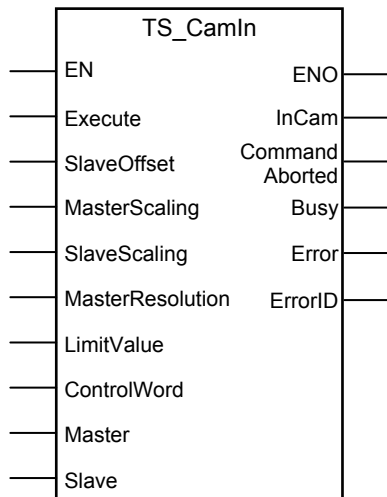 TS_CamIn
EN
ENO
Execute
InCam
SlaveOffset
Command
Aborted
MasterScaling
Busy
SlaveScaling
Error
MasterResolution
ErrorID
LimitValue
ControlWord
Master
Slave